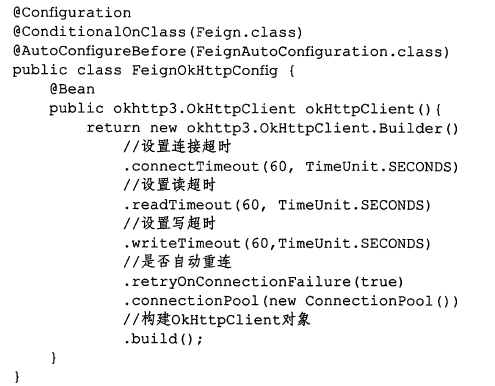 @Configuration
@ConditionalOnClass(Feign.class)
@AutoConfigureBefore(FeignAutoConfiguration.class)
public class FeignOkHttpConfig {
    @Bean
    public okhttp3.OkHttpClient okHttpClient(){
        return new okhttp3.OkHttpClient.Builder()
            //设置连接超时
            .connectTimeout(60, TimeUnit.SECONDS)
            //设置读超时
            .readTimeout(60, TimeUnit.SECONDS)
            //设置写超时
            .writeTimeout(60,TimeUnit.SECONDS)
            //是否自动重连
            .retryOnConnectionFailure(true)
            .connectionPool(new ConnectionPool())
            //构建OkHttpClient对象
            .build();
    }
}